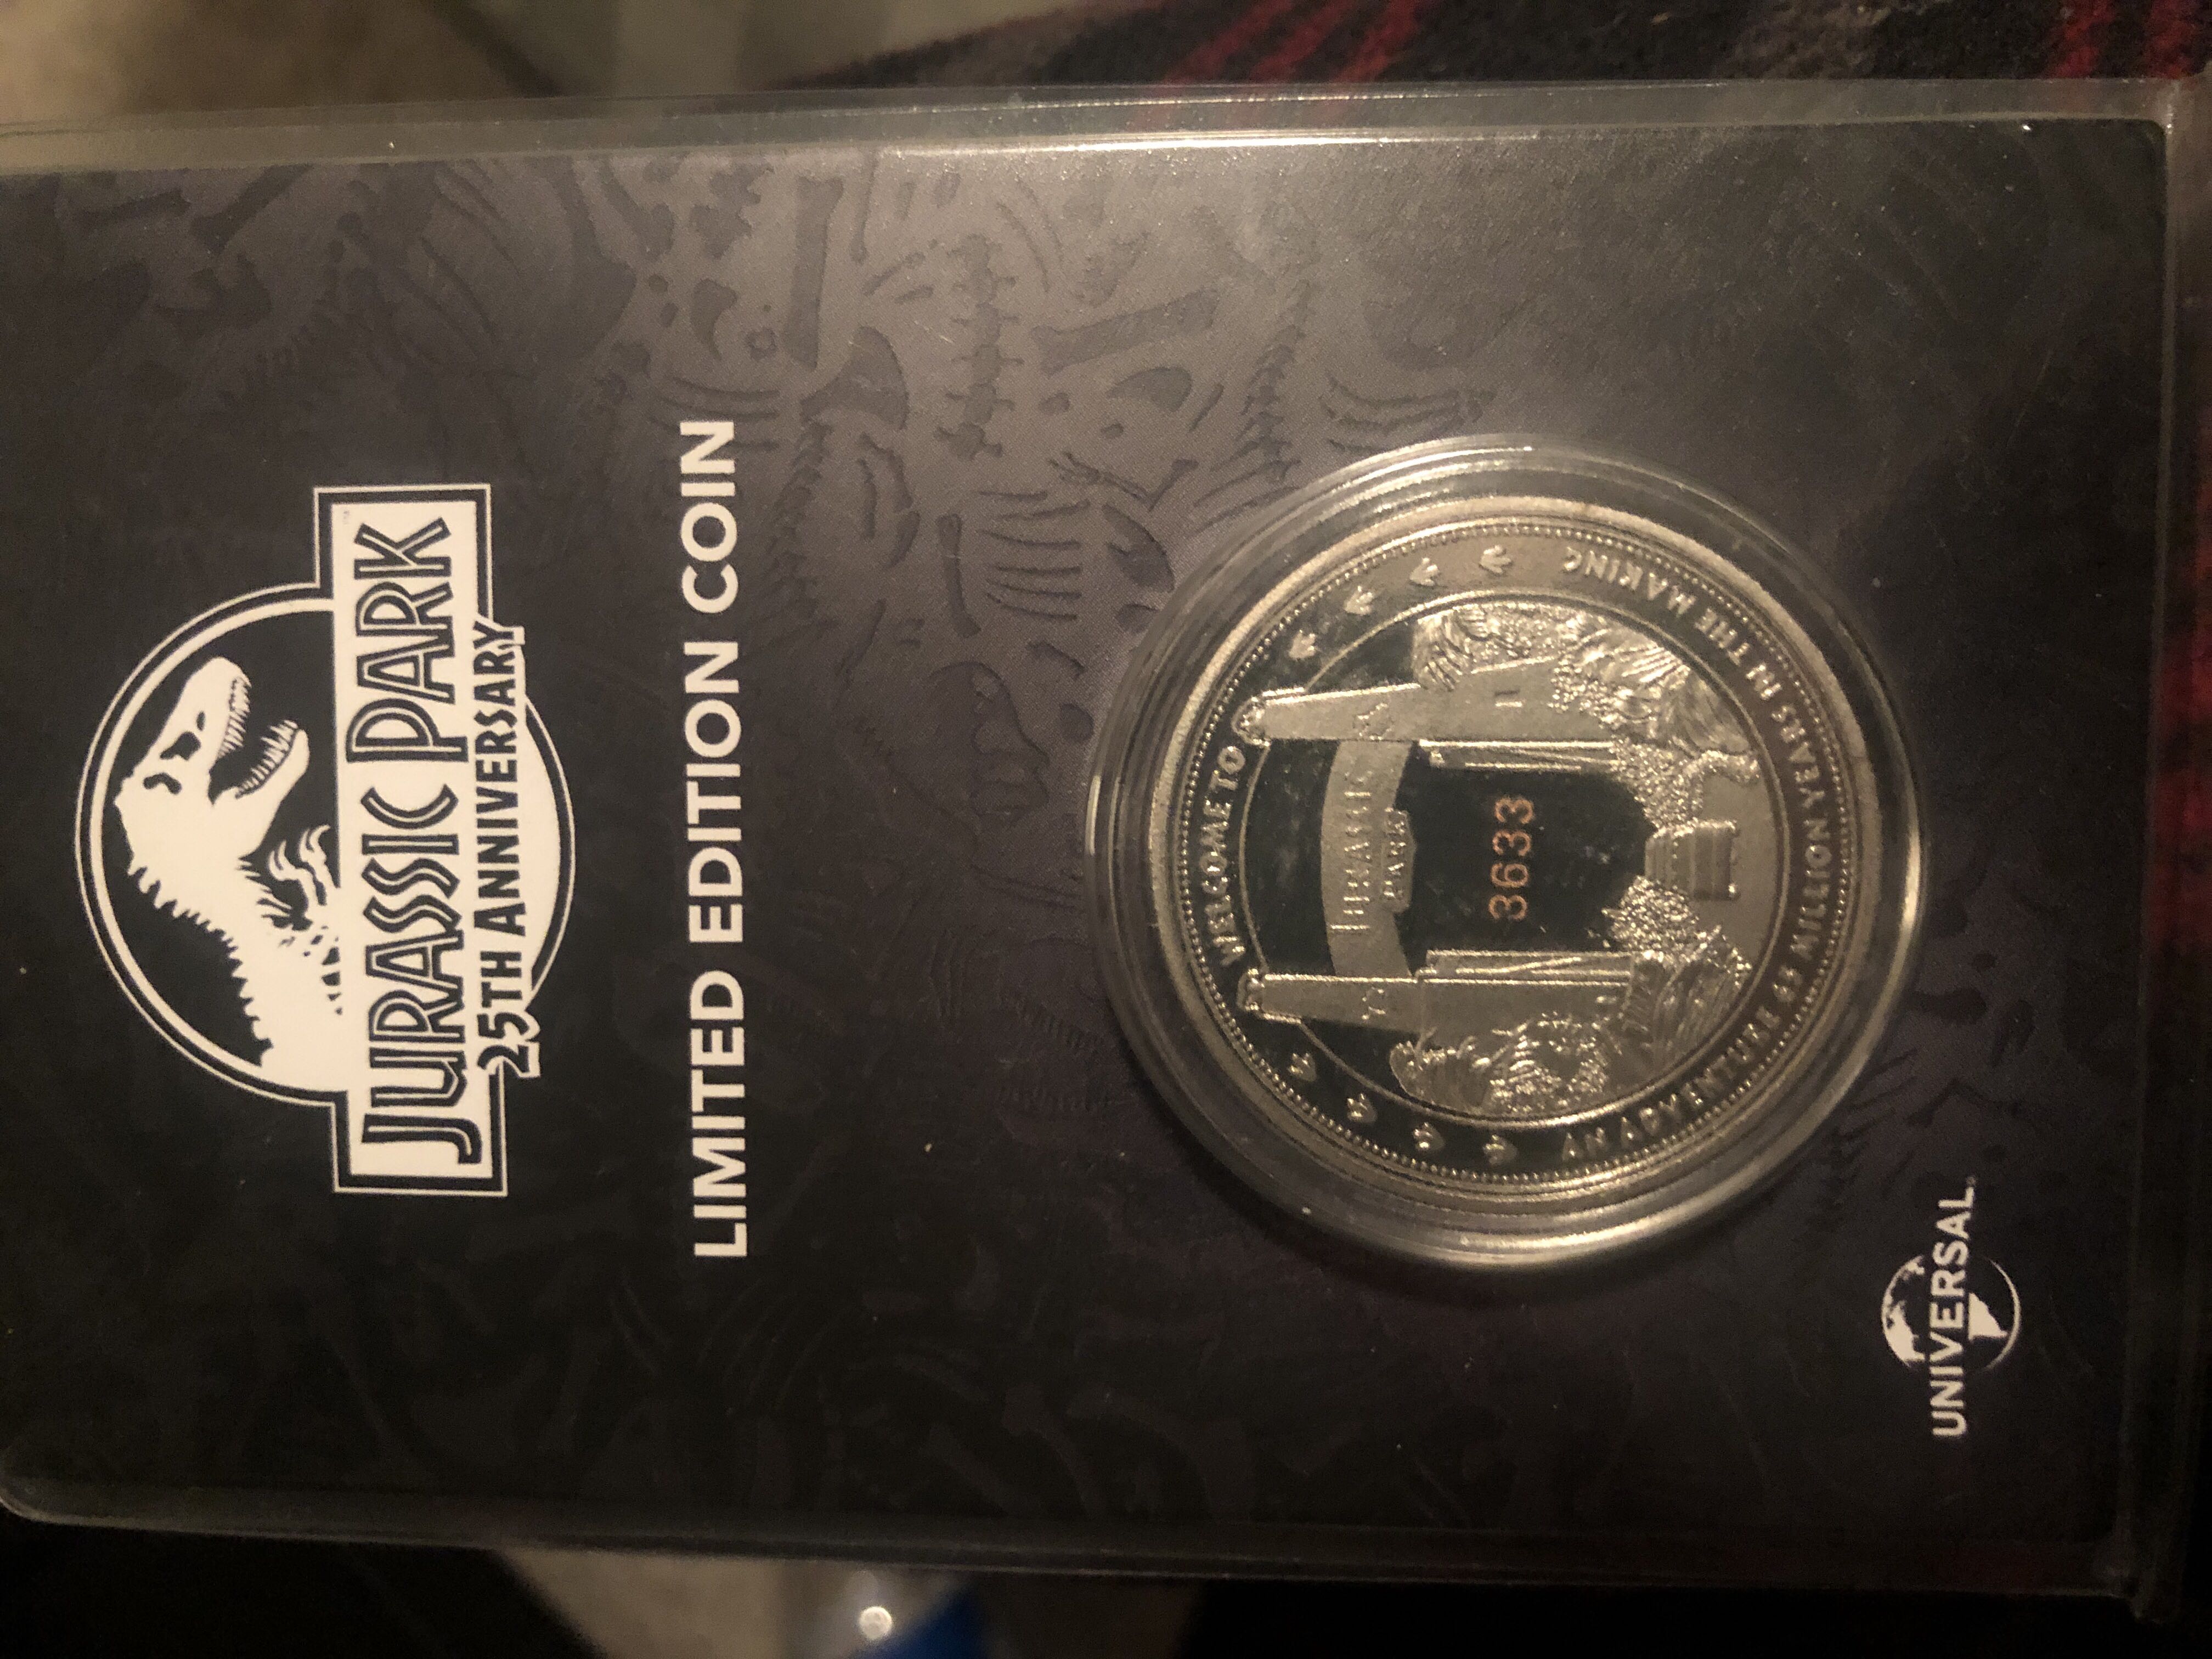 JURASSIC PARK
25TH ANNIVERSARY
LIMITED EDITION COIN
WELCOME TO
JURASSIC
PARK
3633
AN ADVENTURE 65 MILLION YEARS IN THE MAKING
UNIVERSAL